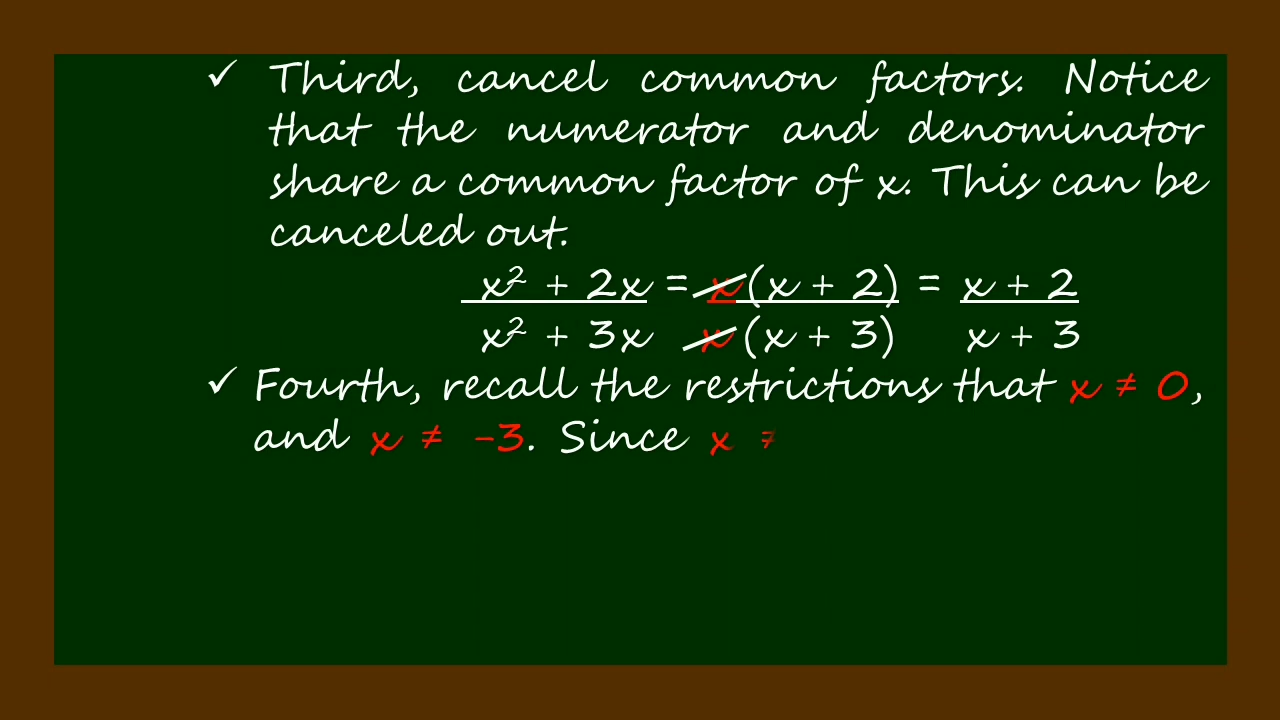 ✓ Third, cancel common factors. Notice
that the numerator and denominator
share a common factor of x. This can be
canceled out.
x² + 2x = x(x + 2) = x + 2
x² + 3x x(x + 3) x + 3
✓ Fourth, recall the restrictions that x ≠ 0,
and x ≠ -3. Since x